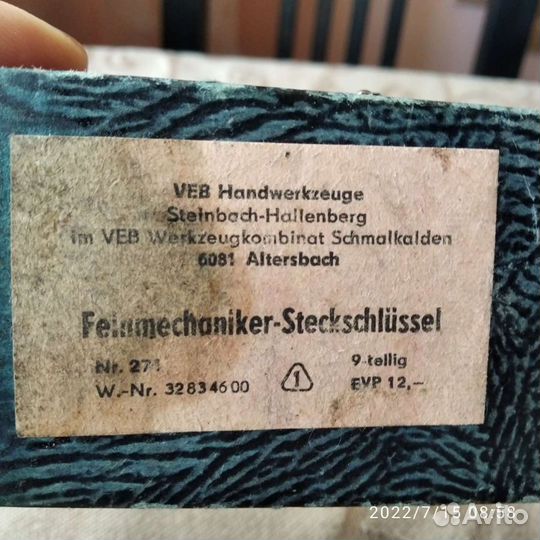 VEB Handwerkzeuge
Steinbach-Hallenberg
im VEB Werkzeugkombinat Schmalkalden
6081 Altersbach
Feinmechaniker-Steckschlüssel
Nr. 271
9-teilig
W.-Nr. 32834600
1
EVP 12,-
2022/7/15 08:58
Avito